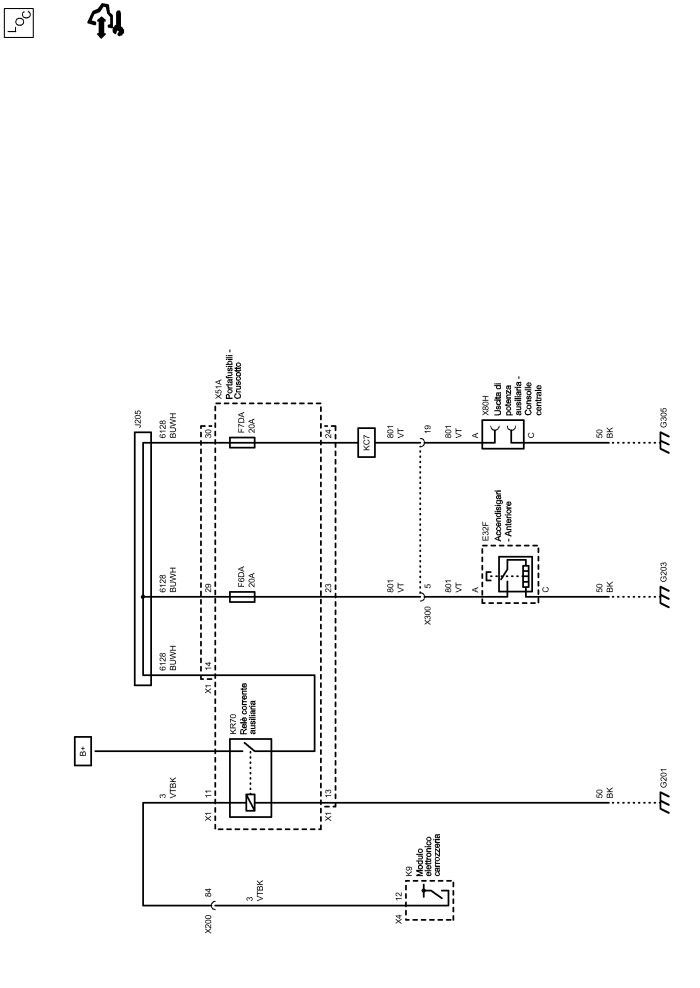 LOC
J205
6128
BUWH
6128
BUWH
6128
BUWH
X51A
Portafusibili -
Cruscotto
30
29
14
X1
F7DA
20A
F6DA
20A
24
23
B+
KR70
Relè corrente
ausiliaria
3
VTBK
11
X1
13
X1
KC7
801
VT
19
801
VT
A
X80H
Uscita di
potenza
ausiliaria -
Consolle
centrale
C
50
BK
G305
801
VT
5
X300
801
VT
A
E32F
Accendisigari
- Anteriore
C
50
BK
G203
50
BK
G201
84
X200
3
VTBK
12
X4
K9
Modulo
elettronico
carrozzeria